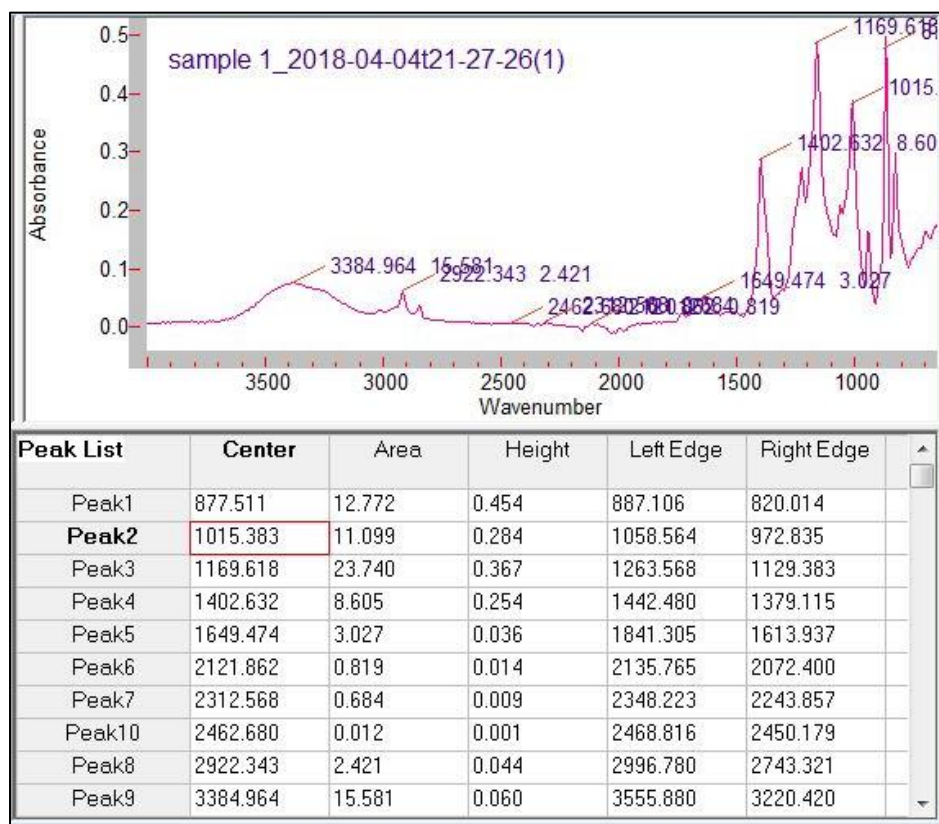 0.5
1169.618
sample 1_2018-04-04t21-27-26(1)
0.4
1015.
1402.632 8.60
0.3
Absorbance
0.2
0.1
3384.964 15.581
2922.343 2.421
1649.474 3.027
0.819
0.0
3500 3000 2500 2000 1500 1000
Wavenumber
Peak List Center Area Height Left Edge Right Edge
Peak1 877.511 12.772 0.454 887.106 820.014
Peak2 1015.383 11.099 0.284 1058.564 972.835
Peak3 1169.618 23.740 0.367 1263.568 1129.383
Peak4 1402.632 8.605 0.254 1442.480 1379.115
Peak5 1649.474 3.027 0.036 1841.305 1613.937
Peak6 2121.862 0.819 0.014 2135.765 2072.400
Peak7 2312.568 0.684 0.009 2348.223 2243.857
Peak10 2462.680 0.012 0.001 2468.816 2450.179
Peak8 2922.343 2.421 0.044 2996.780 2743.321
Peak9 3384.964 15.581 0.060 3555.880 3220.420